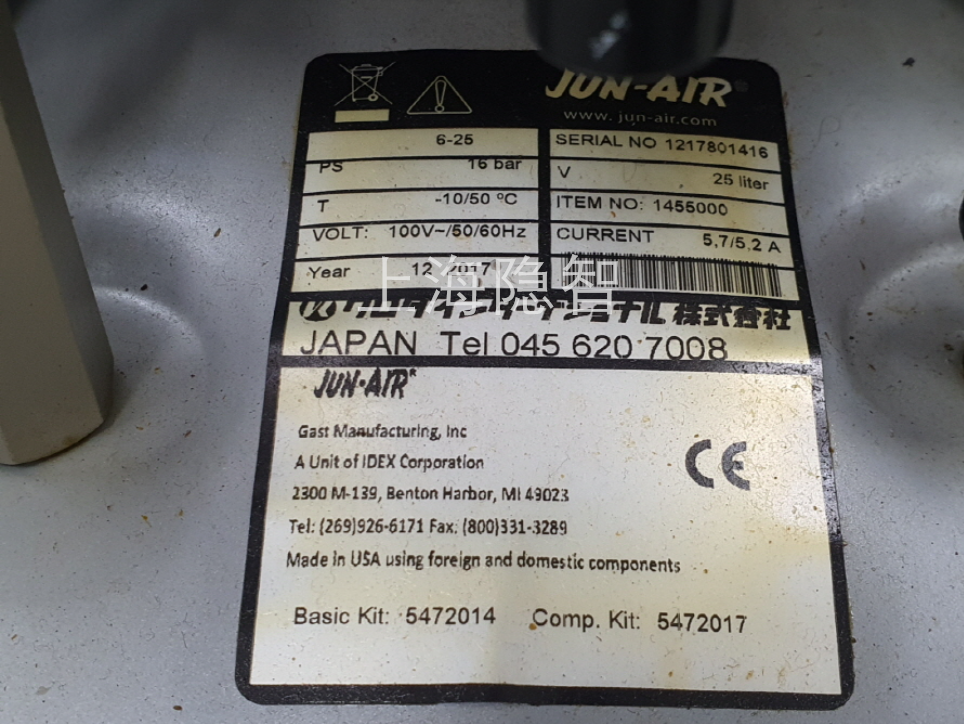 JUN-AIR®
www. jun-air.com
6-25
SERIAL NO 1217801416
PS 16 bar
V 25 liter
T -10/50 ºC
ITEM NO: 1455000
VOLT: 100V~/50/60Hz
CURRENT 5,7/5,2 A
Year 12 2017
上海隐智
株式会社
JAPAN Tel 045 620 7008
JUN-AIR®
Gast Manufacturing, Inc
A Unit of IDEX Corporation
2300 M-139, Benton Harbor, MI 49023
Tel: (269)926-6171 Fax: (800)331-3289
Made in USA using foreign and domestic components
CE
Basic Kit: 5472014 Comp. Kit: 5472017